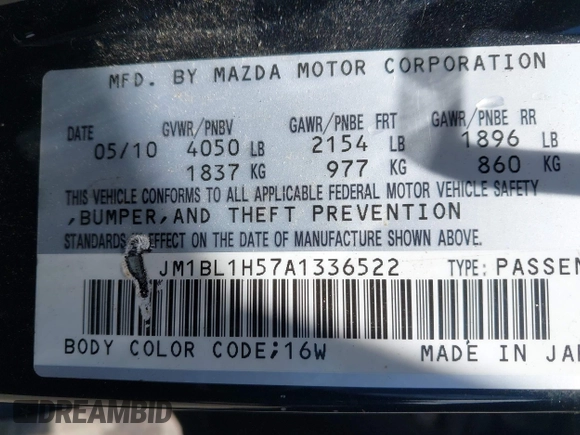 MFD. BY MAZDA MOTOR CORPORATION
DATE GVWR/PNBV GAWR/PNBE FRT GAWR/PNBE RR
05/10 4050 LB 2154 LB 1896 LB
1837 KG 977 KG 860 KG
THIS VEHICLE CONFORMS TO ALL APPLICABLE FEDERAL MOTOR VEHICLE SAFETY
,BUMPER,AND THEFT PREVENTION
STANDARDS IN EFFECT ON THE DATE OF MANUFACTURE SHOWN ABOVE.
JM1BL1H57A1336522 TYPE: PASSEN
BODY COLOR CODE;16W MADE IN JAP
DREAMBID